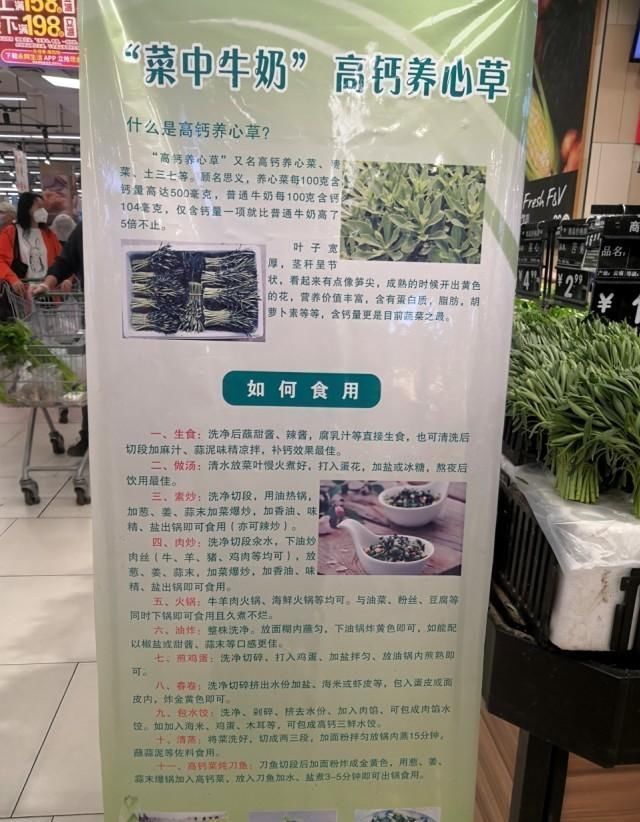 上满158
下满198元
下载永辉生活APP 立抢
“菜中牛奶” 高钙养心草
什么是高钙养心草?
“高钙养心草”又名高钙养心菜、费
菜、土三七等。顾名思义，养心菜每100克含
钙量高达500毫克，普通牛奶每100克含钙
104毫克，仅含钙量一项就比普通牛奶高了
5倍不止。
叶子宽
厚，茎秆呈节
状，看起来有点像笋尖，成熟的时候开出黄色
的花，营养价值丰富，含有蛋白质，脂肪，胡
萝卜素等等，含钙量更是目前蔬菜之最。
如何食用
一、生食：洗净后蘸甜酱、辣酱，腐乳汁等直接生食，也可清洗后
切段加麻汁、蒜泥味精凉拌，补钙效果最佳。
二、做汤：清水放菜叶慢火煮好，打入蛋花，加盐或冰糖，熬夜后
饮用最佳。
三、素炒：洗净切段，用油热锅，
加葱、姜、蒜末加菜爆炒，加香油、味
精、盐出锅即可食用（亦可辣炒）。
四、肉炒：洗净切段汆水，下油炒
肉丝（牛、羊、猪、鸡肉等均可），放
葱、姜、蒜末，加菜爆炒，加香油、味
精、盐出锅即可食用。
五、火锅：牛羊肉火锅、海鲜火锅等均可。与油菜、粉丝、豆腐等
同时下锅即可食用且久煮不烂。
六、油炸：整株洗净。放面糊内蘸匀，下油锅炸黄色即可，如能配
以椒盐或甜酱、蒜末等口感更佳。
七、煎鸡蛋：洗净切碎、打入鸡蛋、加盐拌匀、放油锅内煎熟即
可。
八、春卷：洗净切碎挤出水份加盐、海米或虾皮等，包入蛋皮或面
皮内，炸金黄色即可。
九、包水饺：洗净、剁碎、挤去水份、加入肉馅、可包成肉馅水
饺。如加入海米、鸡蛋、木耳等，可包成高钙三鲜水饺。
十、清蒸：将菜洗好，切成两三段，加面粉拌匀放锅内蒸15分钟，
蘸蒜泥等佐料食用。
十一、高钙菜炖刀鱼：刀鱼切段后加面粉炸成金黄色，用葱、姜、
蒜末爆锅加入高钙菜，放入刀鱼加水、盐煮3-5分钟即可出锅食用。
Fresh F&V
品名：
¥ 2.99
¥